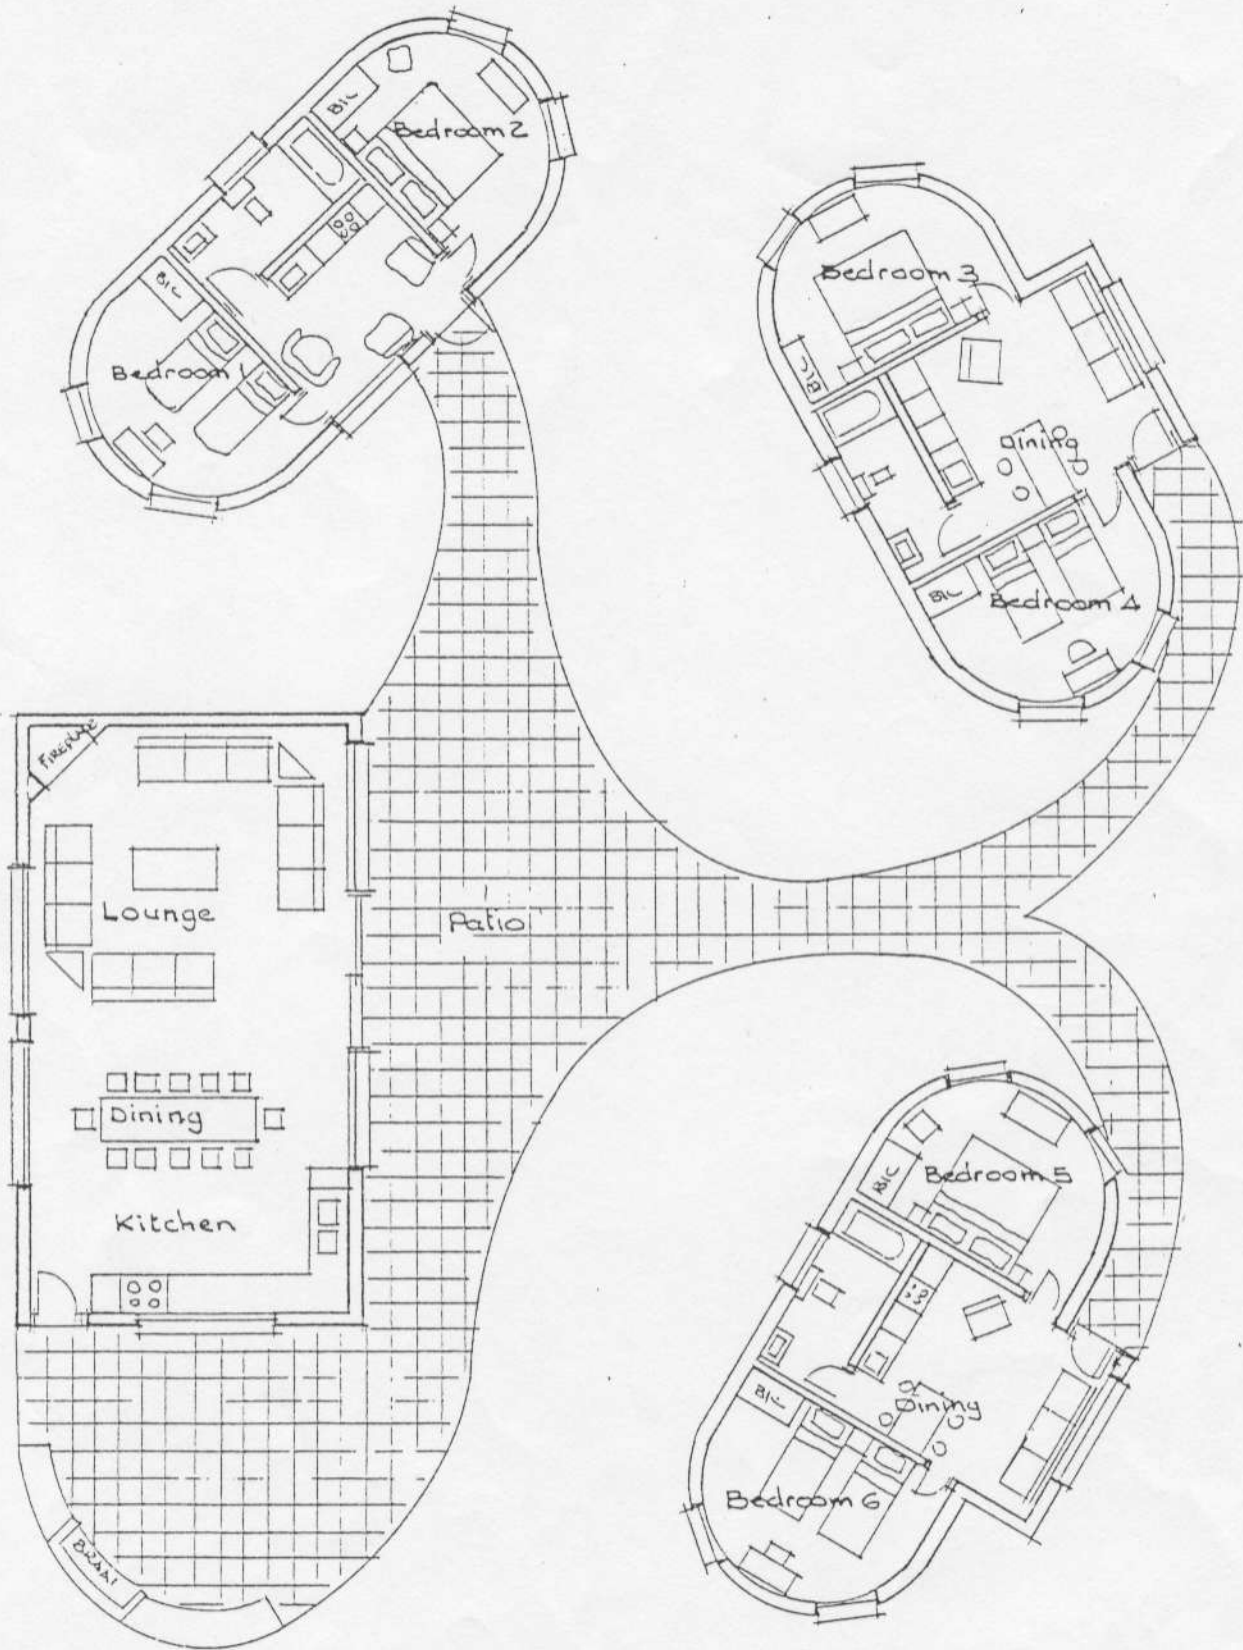 BIC
Bedroom 2
BIC
Bedroom 1
Bedroom 3
BIC
Dining
BIC
Bedroom 4
FIREPLACE
Lounge
Patio
Dining
Kitchen
BRAAI
Bedroom 5
BIC
BIC
Dining
Bedroom 6